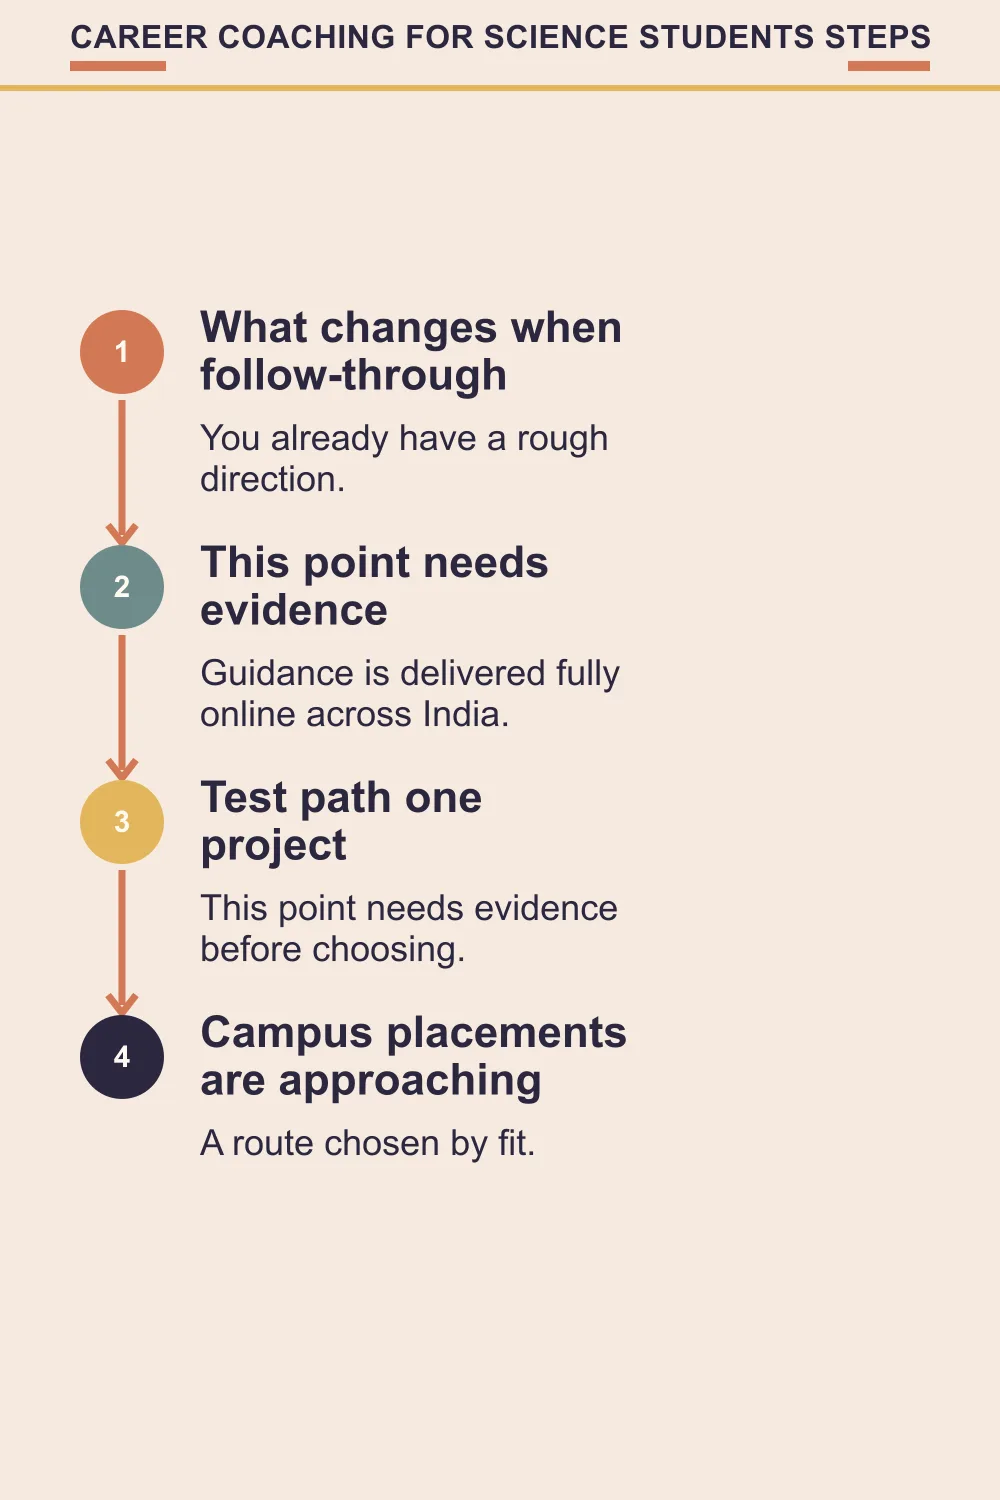 CAREER COACHING FOR SCIENCE STUDENTS STEPS
1
What changes when
follow-through
You already have a rough
direction.
2
This point needs
evidence
Guidance is delivered fully
online across India.
3
Test path one
project
This point needs evidence
before choosing.
4
Campus placements
are approaching
A route chosen by fit.